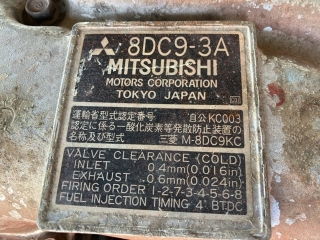 8DC9-3A
MITSUBISHI
MOTORS CORPORATION
TOKYO JAPAN
運輸省型式認定番号 自公KC003
認定に係る一酸化炭素等発散防止装置の
名称及び型式 三菱 M-8DC9KC
VALVE CLEARANCE (COLD)
INLET 0.4mm(0.016in)
EXHAUST 0.6mm(0.024in)
FIRING ORDER 1-2-7-3-4-5-6-8
FUEL INJECTION TIMING 4° BTDC